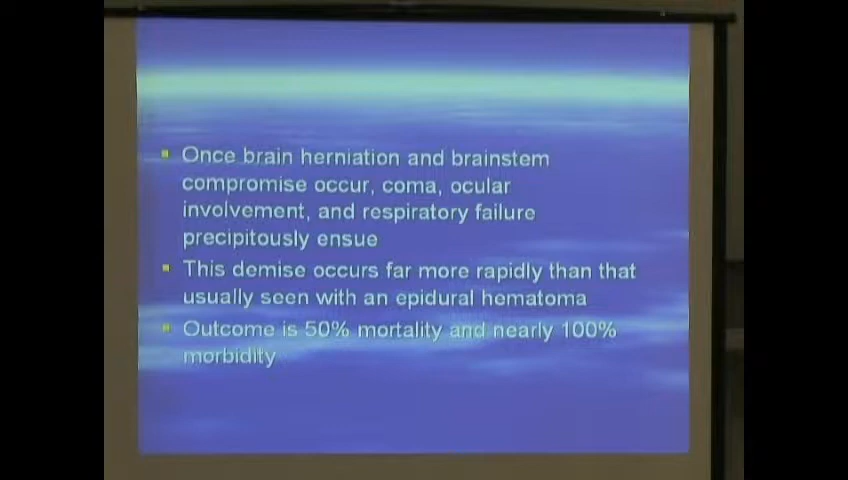 Once brain herniation and brainstem
compromise occur, coma, ocular
involvement, and respiratory failure
precipitously ensue
This demise occurs far more rapidly than that
usually seen with an epidural hematoma
Outcome is 50% mortality and nearly 100%
morbidity